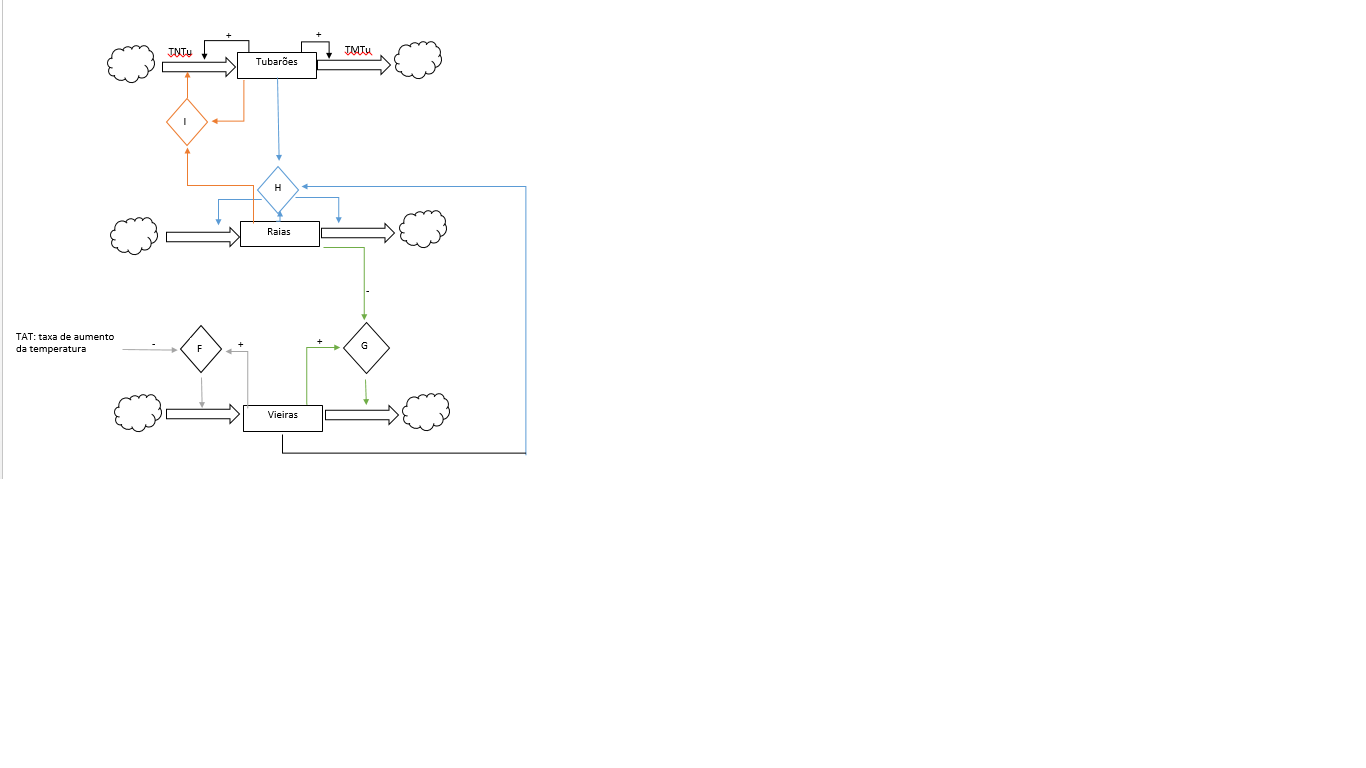 +
+
TNTu
TMTu
Tubarões
I
H
Raias
-
TAT: taxa de aumento
da temperatura
-
F
+
+
G
Vieiras